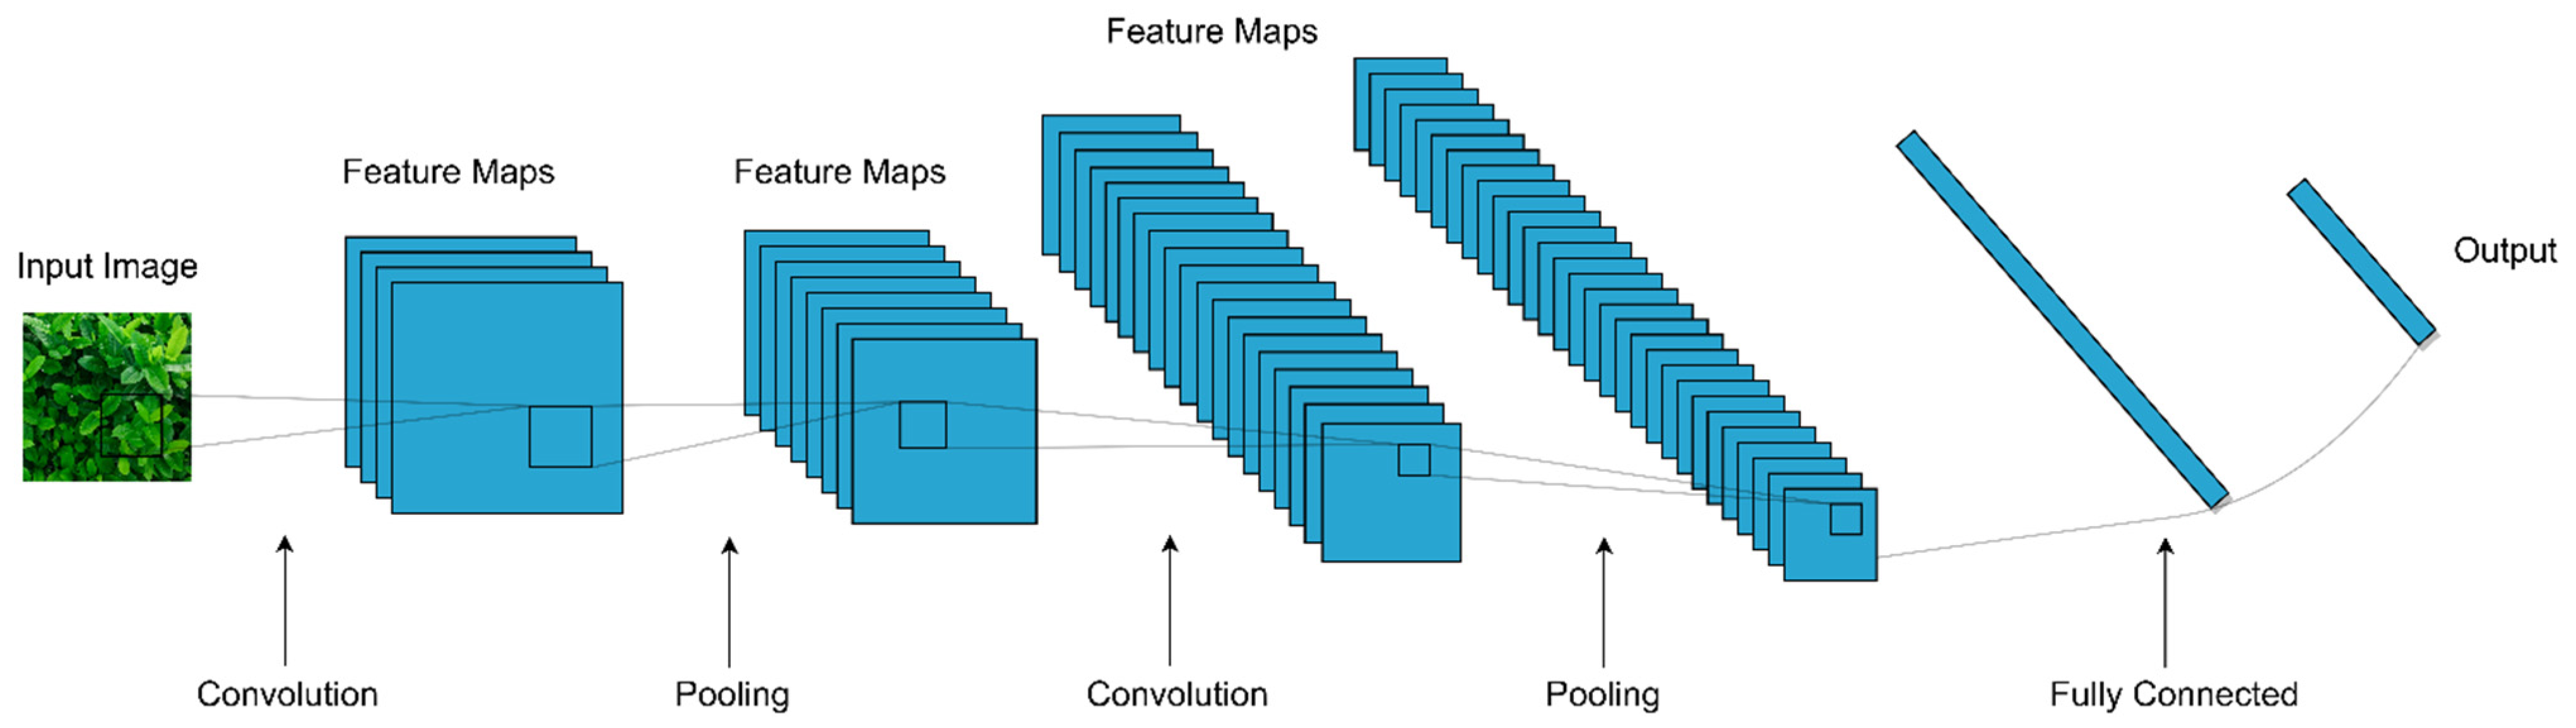 Feature Maps
Feature Maps
Feature Maps
Input Image
Output
Convolution
Pooling
Convolution
Pooling
Fully Connected